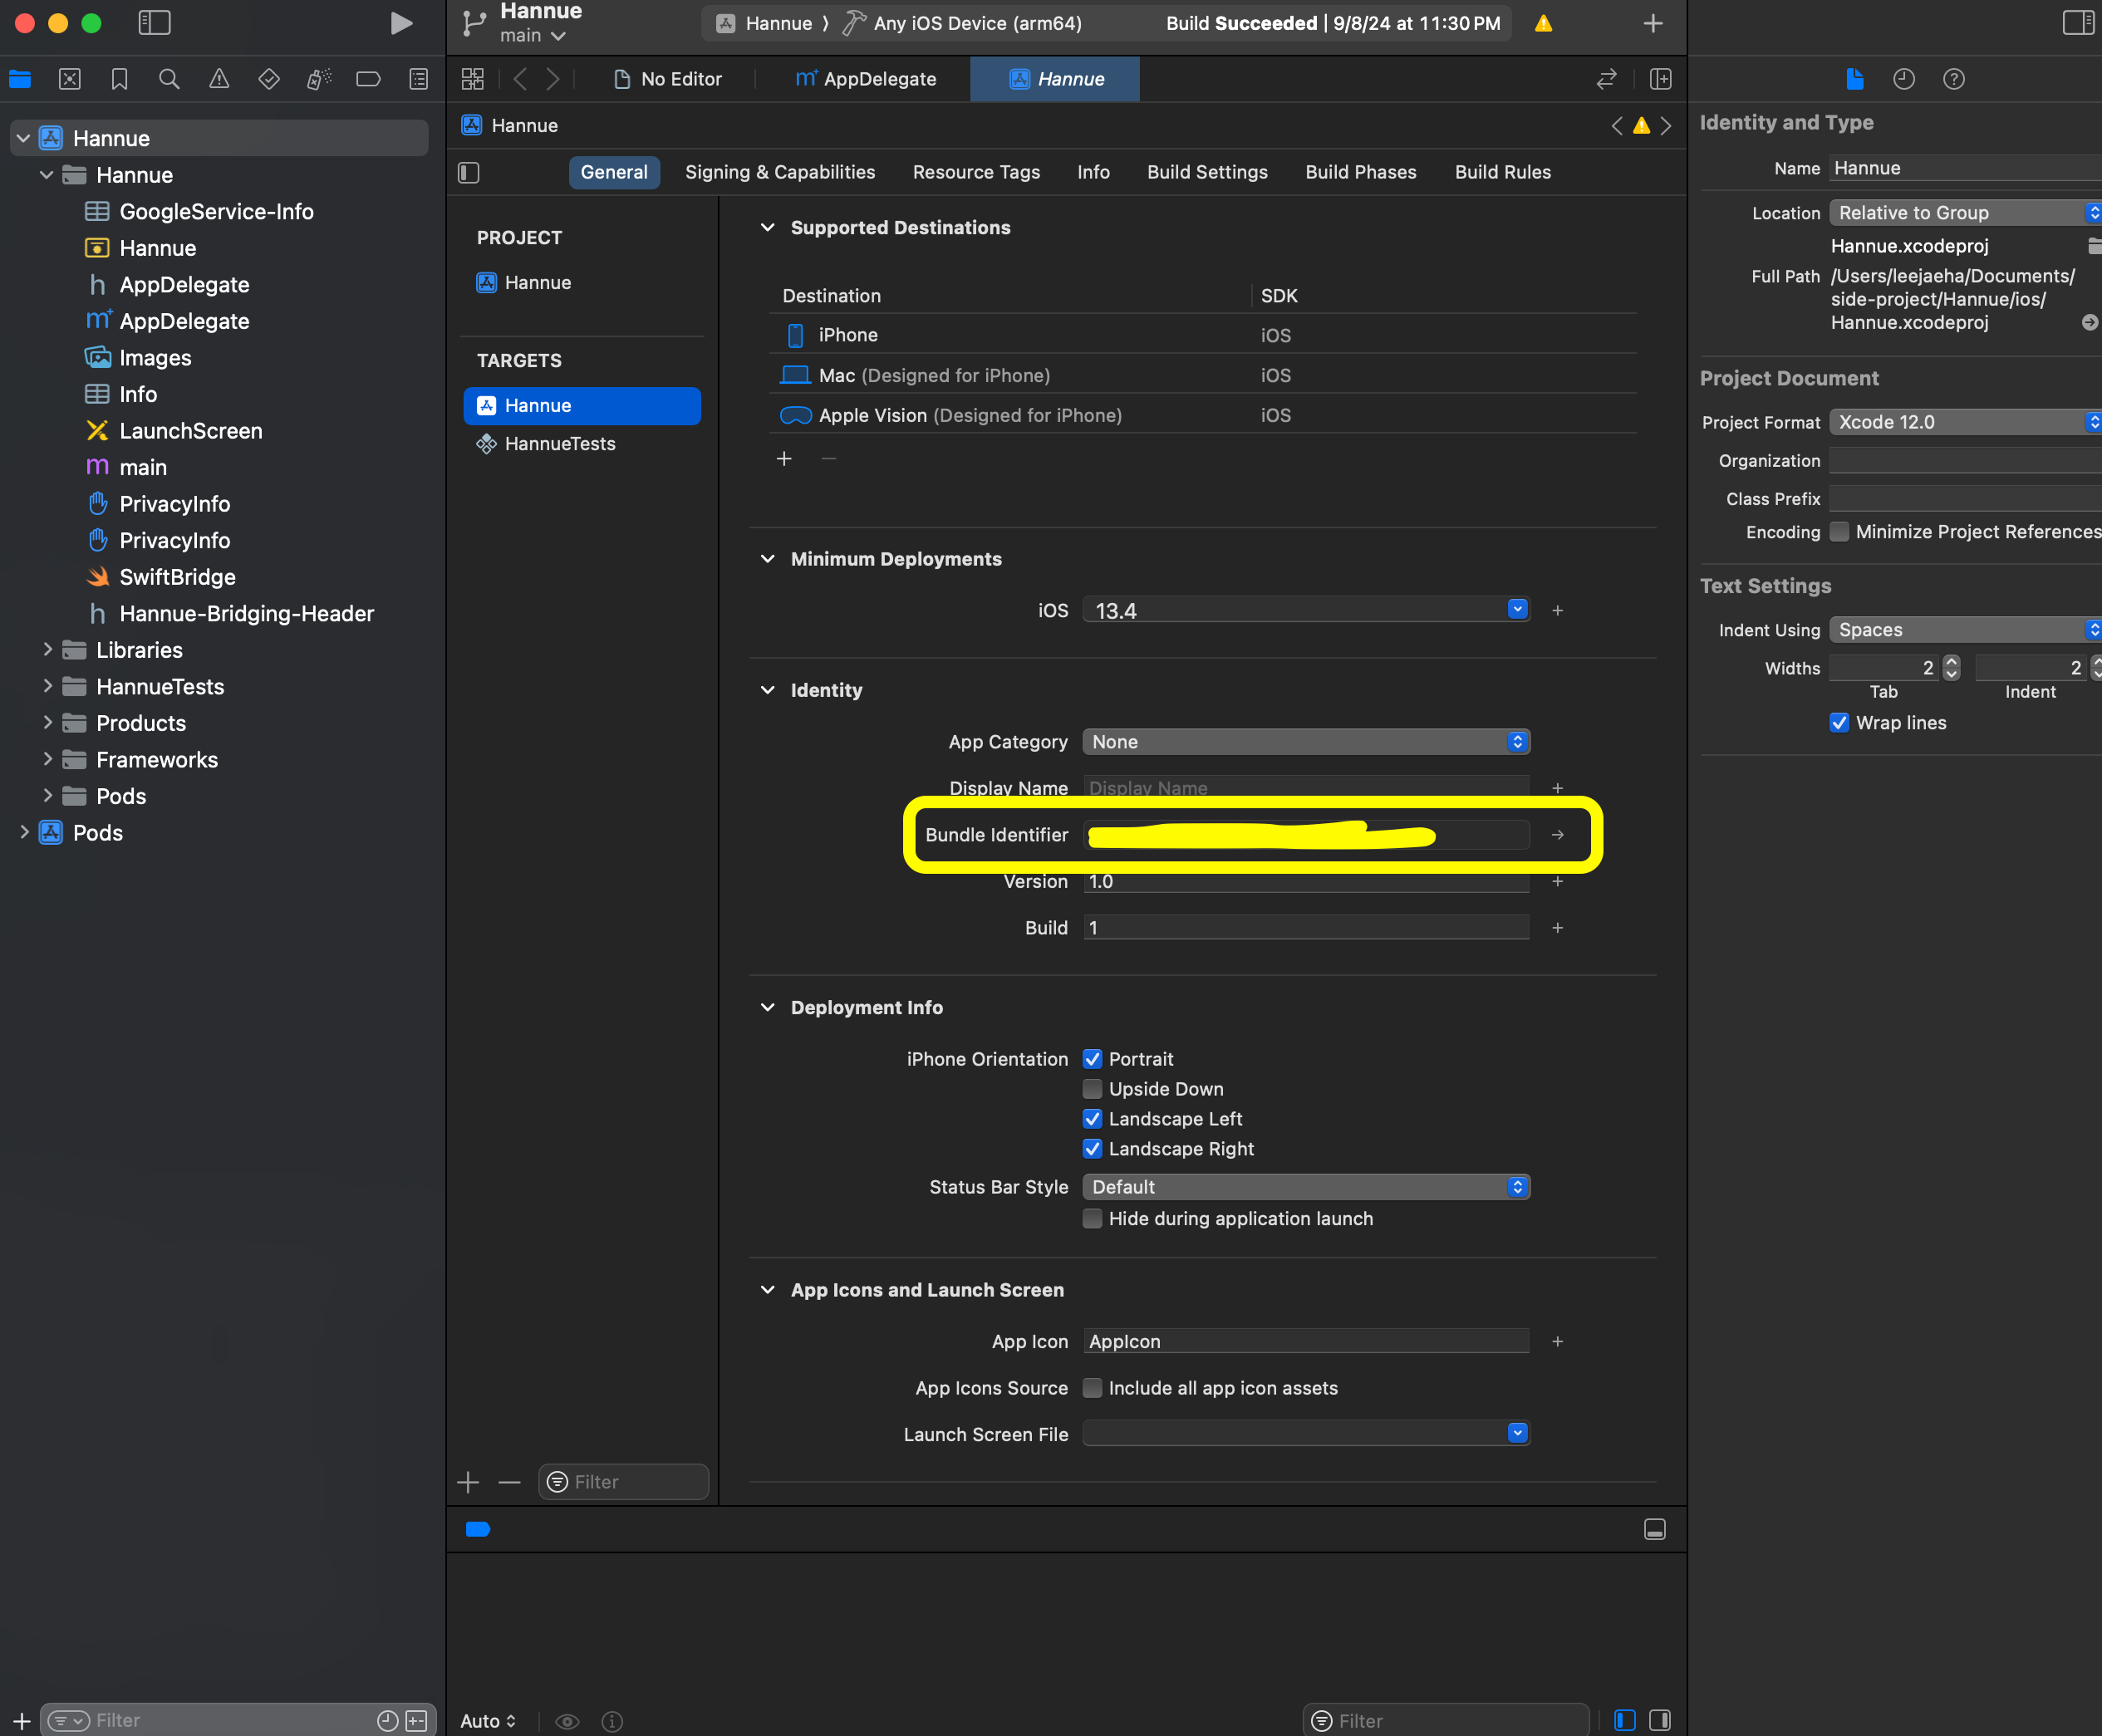 Hannue
main
Hannue
Any iOS Device (arm64)
Build Succeeded | 9/8/24 at 11:30 PM
No Editor
AppDelegate
Hannue
Hannue
General
Signing & Capabilities
Resource Tags
Info
Build Settings
Build Phases
Build Rules
Hannue
Hannue
GoogleService-Info
Hannue
AppDelegate
AppDelegate
Images
Info
LaunchScreen
main
PrivacyInfo
PrivacyInfo
SwiftBridge
Hannue-Bridging-Header
Libraries
HannueTests
Products
Frameworks
Pods
Pods
Filter
PROJECT
Hannue
TARGETS
Hannue
HannueTests
Filter
Supported Destinations
Destination SDK
iPhone iOS
Mac (Designed for iPhone) iOS
Apple Vision (Designed for iPhone) iOS
Minimum Deployments
iOS 13.4
Identity
App Category None
Display Name Display Name
Bundle Identifier
Version 1.0
Build 1
Deployment Info
iPhone Orientation Portrait
Upside Down
Landscape Left
Landscape Right
Status Bar Style Default
Hide during application launch
App Icons and Launch Screen
App Icon AppIcon
App Icons Source Include all app icon assets
Launch Screen File
Auto
Filter
Identity and Type
Name Hannue
Location Relative to Group
Hannue.xcodeproj
Full Path /Users/leejaeha/Documents/
side-project/Hannue/ios/
Hannue.xcodeproj
Project Document
Project Format Xcode 12.0
Organization
Class Prefix
Encoding Minimize Project References
Text Settings
Indent Using Spaces
Widths 2 2
Tab Indent
Wrap lines